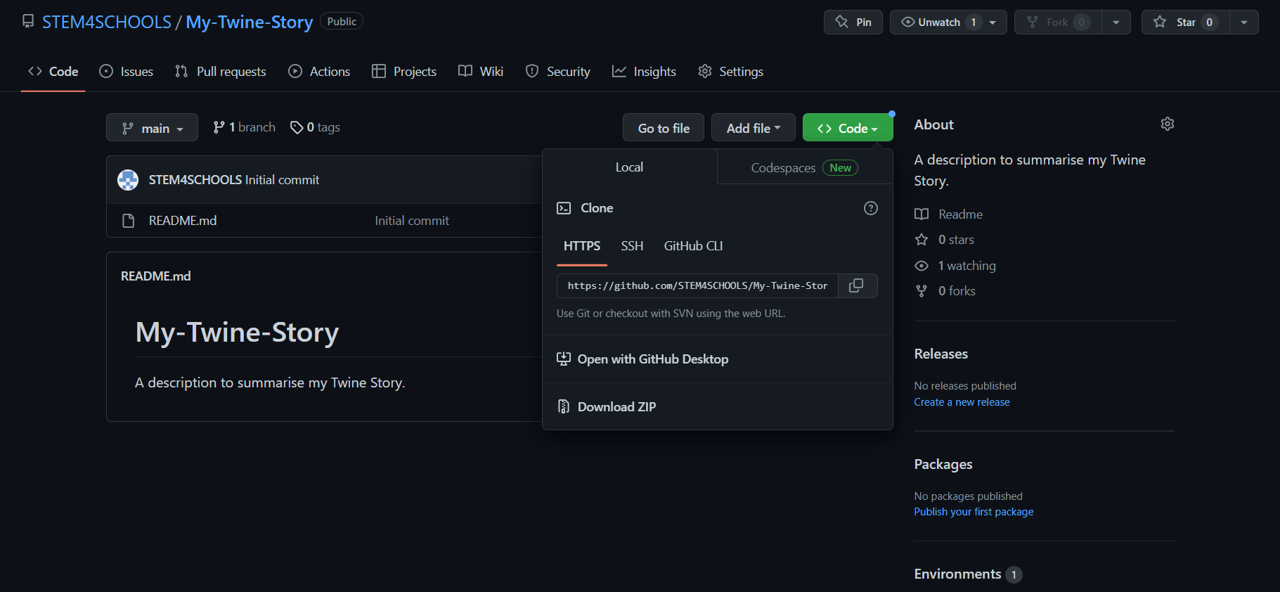 STEM4SCHOOLS / My-Twine-Story Public
Pin Unwatch 1 Fork 0 Star 0
Code Issues Pull requests Actions Projects Wiki Security Insights Settings
main 1 branch 0 tags Go to file Add file Code
STEM4SCHOOLS Initial commit
README.md Initial commit
README.md
My-Twine-Story
A description to summarise my Twine Story.
Local Codespaces New
Clone
HTTPS SSH GitHub CLI
https://github.com/STEM4SCHOOLS/My-Twine-Stor
Use Git or checkout with SVN using the web URL.
Open with GitHub Desktop
Download ZIP
About
A description to summarise my Twine
Story.
Readme
0 stars
1 watching
0 forks
Releases
No releases published
Create a new release
Packages
No packages published
Publish your first package
Environments 1